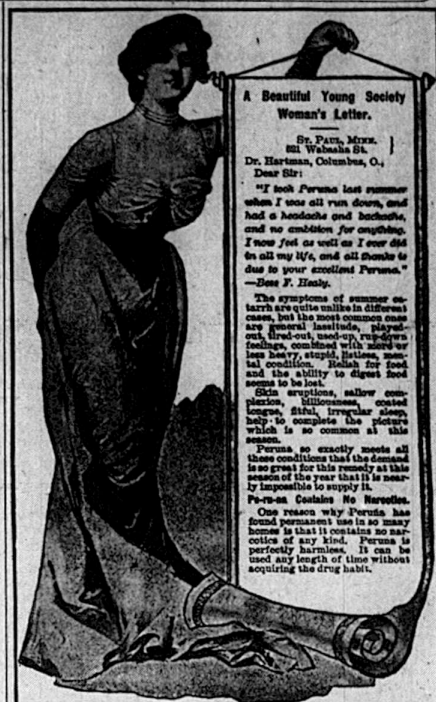 A Beautiful Young Society
Woman's Letter.
ST. PAUL, MINN. }
521 Wabasha St.
Dr. Hartman, Columbus, O.,
Dear Sir:
"I took Peruna last summer
when I was all run down, and
had a headache and backache,
and no ambition for anything.
I now feel as well as I ever did
in all my life, and all thanks is
due to your excellent Peruna."
—Bess F. Healy.
The symptoms of summer ca-
tarrh are quite unlike in different
cases, but the most common ones
are general lassitude, played-
out, tired-out, used-up, run-down
feelings, combined with more or
less heavy, stupid, listless, men-
tal condition. Relish for food
and the ability to digest food
seems to be lost.
Skin eruptions, sallow com-
plexion, biliousness, coated
tongue, fitful, irregular sleep,
help to complete the picture
which is so common at this
season.
Peruna so exactly meets all
these conditions that the demand
is so great for this remedy at this
season of the year that it is near-
ly impossible to supply it.
Pe-ru-na Contains No Narcotics.
One reason why Peruna has
found permanent use in so many
homes is that it contains no nar-
cotics of any kind. Peruna is
perfectly harmless. It can be
used any length of time without
acquiring the drug habit.